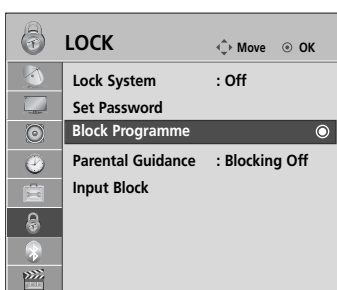 LOCK Move OK
Lock System : Off
Set Password
Block Programme
Parental Guidance : Blocking Off
Input Block